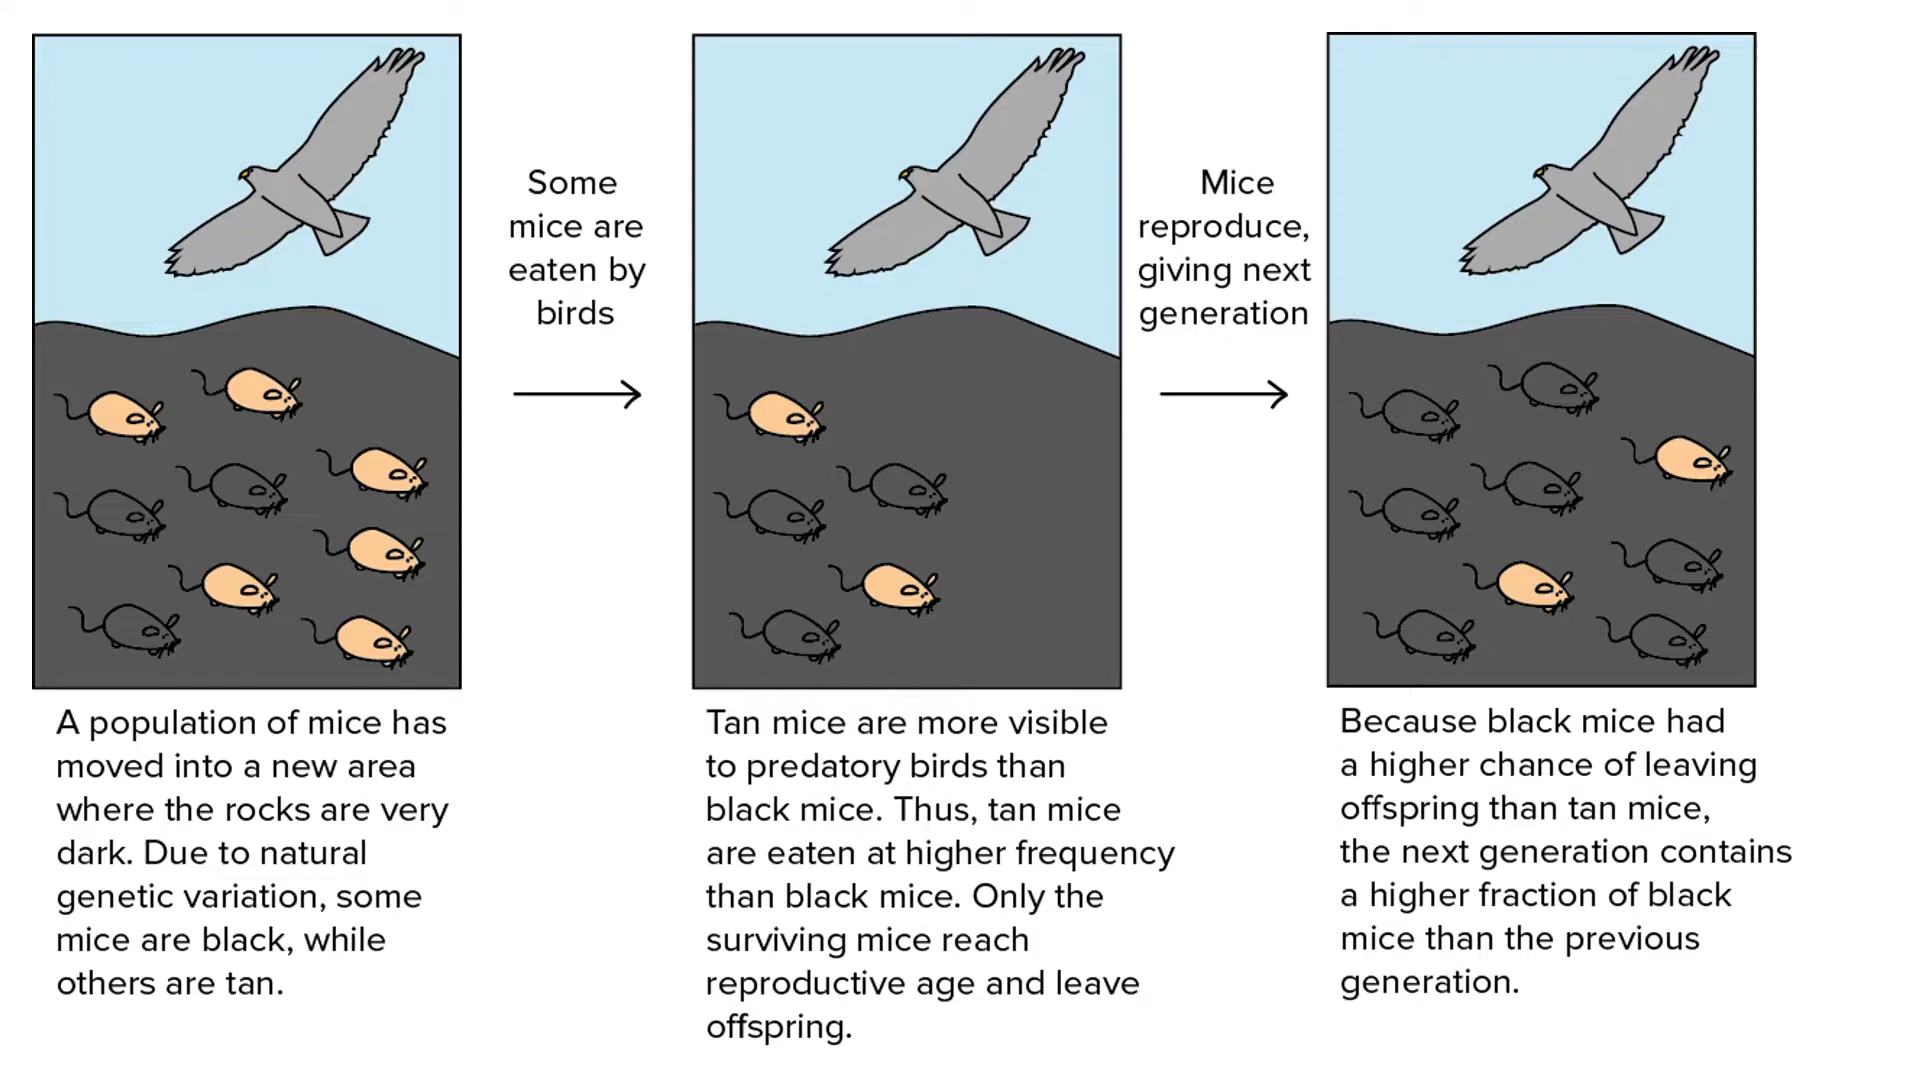 Some
mice are
eaten by
birds
Mice
reproduce,
giving next
generation
A population of mice has
moved into a new area
where the rocks are very
dark. Due to natural
genetic variation, some
mice are black, while
others are tan.
Tan mice are more visible
to predatory birds than
black mice. Thus, tan mice
are eaten at higher frequency
than black mice. Only the
surviving mice reach
reproductive age and leave
offspring.
Because black mice had
a higher chance of leaving
offspring than tan mice,
the next generation contains
a higher fraction of black
mice than the previous
generation.